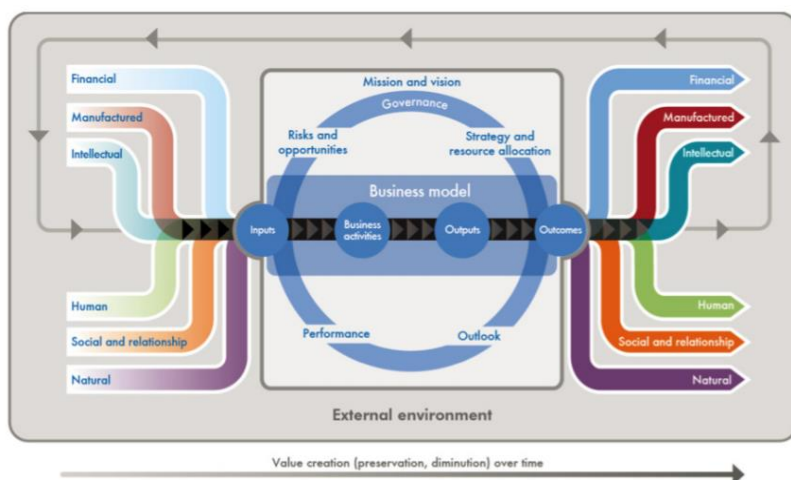 Financial
Manufactured
Intellectual
Human
Social and relationship
Natural
Mission and vision
Governance
Risks and
opportunities
Strategy and
resource allocation
Business model
Inputs
Business
activities
Outputs
Outcomes
Performance
Outlook
Financial
Manufactured
Intellectual
Human
Social and relationship
Natural
External environment
Value creation (preservation, diminution) over time